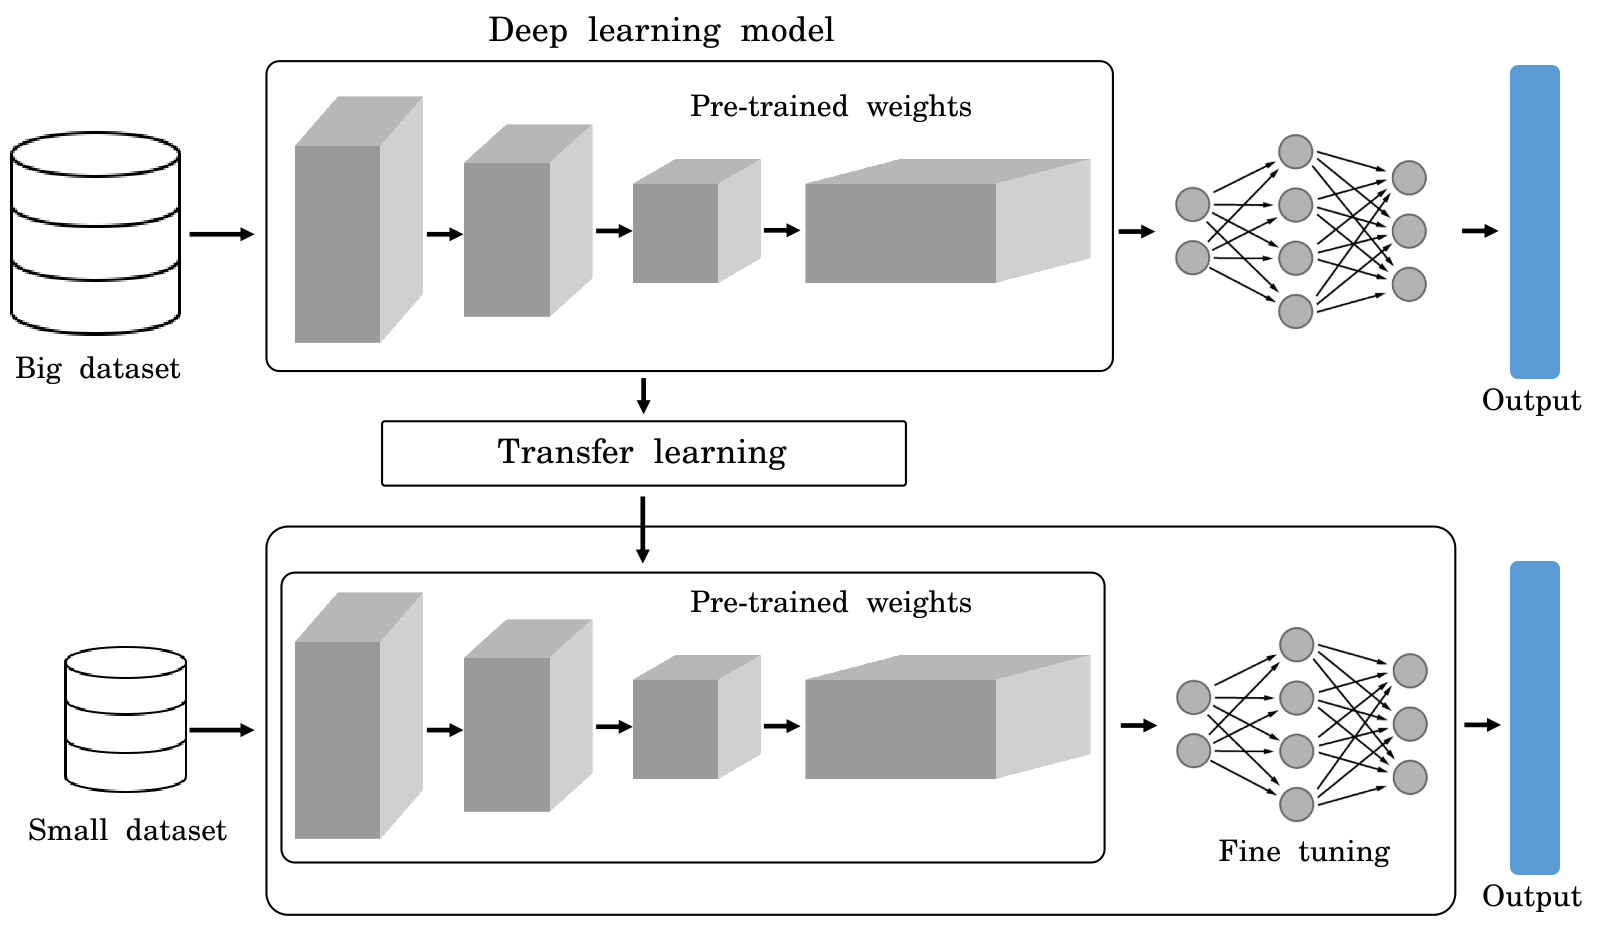 Deep learning model
Pre-trained weights
Big dataset
Output
Transfer learning
Pre-trained weights
Small dataset
Fine tuning
Output